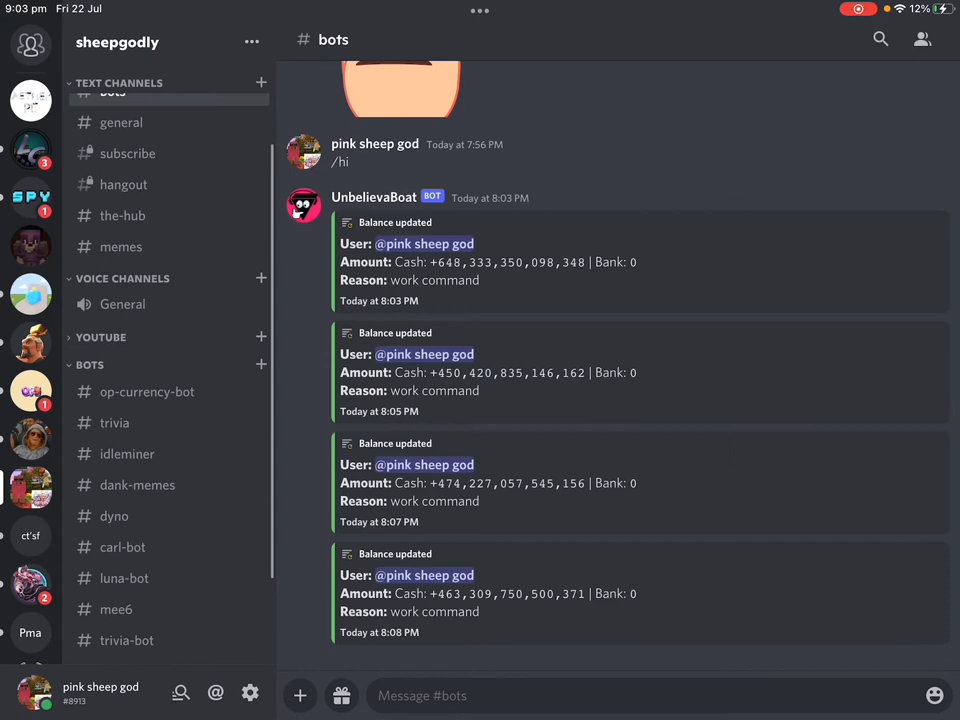 9:03 pm Fri 22 Jul
12%
sheepgodly
TEXT CHANNELS
bots
general
subscribe
hangout
the-hub
memes
VOICE CHANNELS
General
YOUTUBE
BOTS
op-currency-bot
trivia
idleminer
dank-memes
dyno
carl-bot
luna-bot
mee6
trivia-bot
3
SPY
1
1
ct'sf
2
Pma
pink sheep god
#8913
# bots
pink sheep god Today at 7:56 PM
/hi
UnbelievaBoat BOT Today at 8:03 PM
Balance updated
User: @pink sheep god
Amount: Cash: +648,333,350,098,348 | Bank: 0
Reason: work command
Today at 8:03 PM
Balance updated
User: @pink sheep god
Amount: Cash: +450,420,835,146,162 | Bank: 0
Reason: work command
Today at 8:05 PM
Balance updated
User: @pink sheep god
Amount: Cash: +474,227,057,545,156 | Bank: 0
Reason: work command
Today at 8:07 PM
Balance updated
User: @pink sheep god
Amount: Cash: +463,309,750,500,371 | Bank: 0
Reason: work command
Today at 8:08 PM
Message #bots